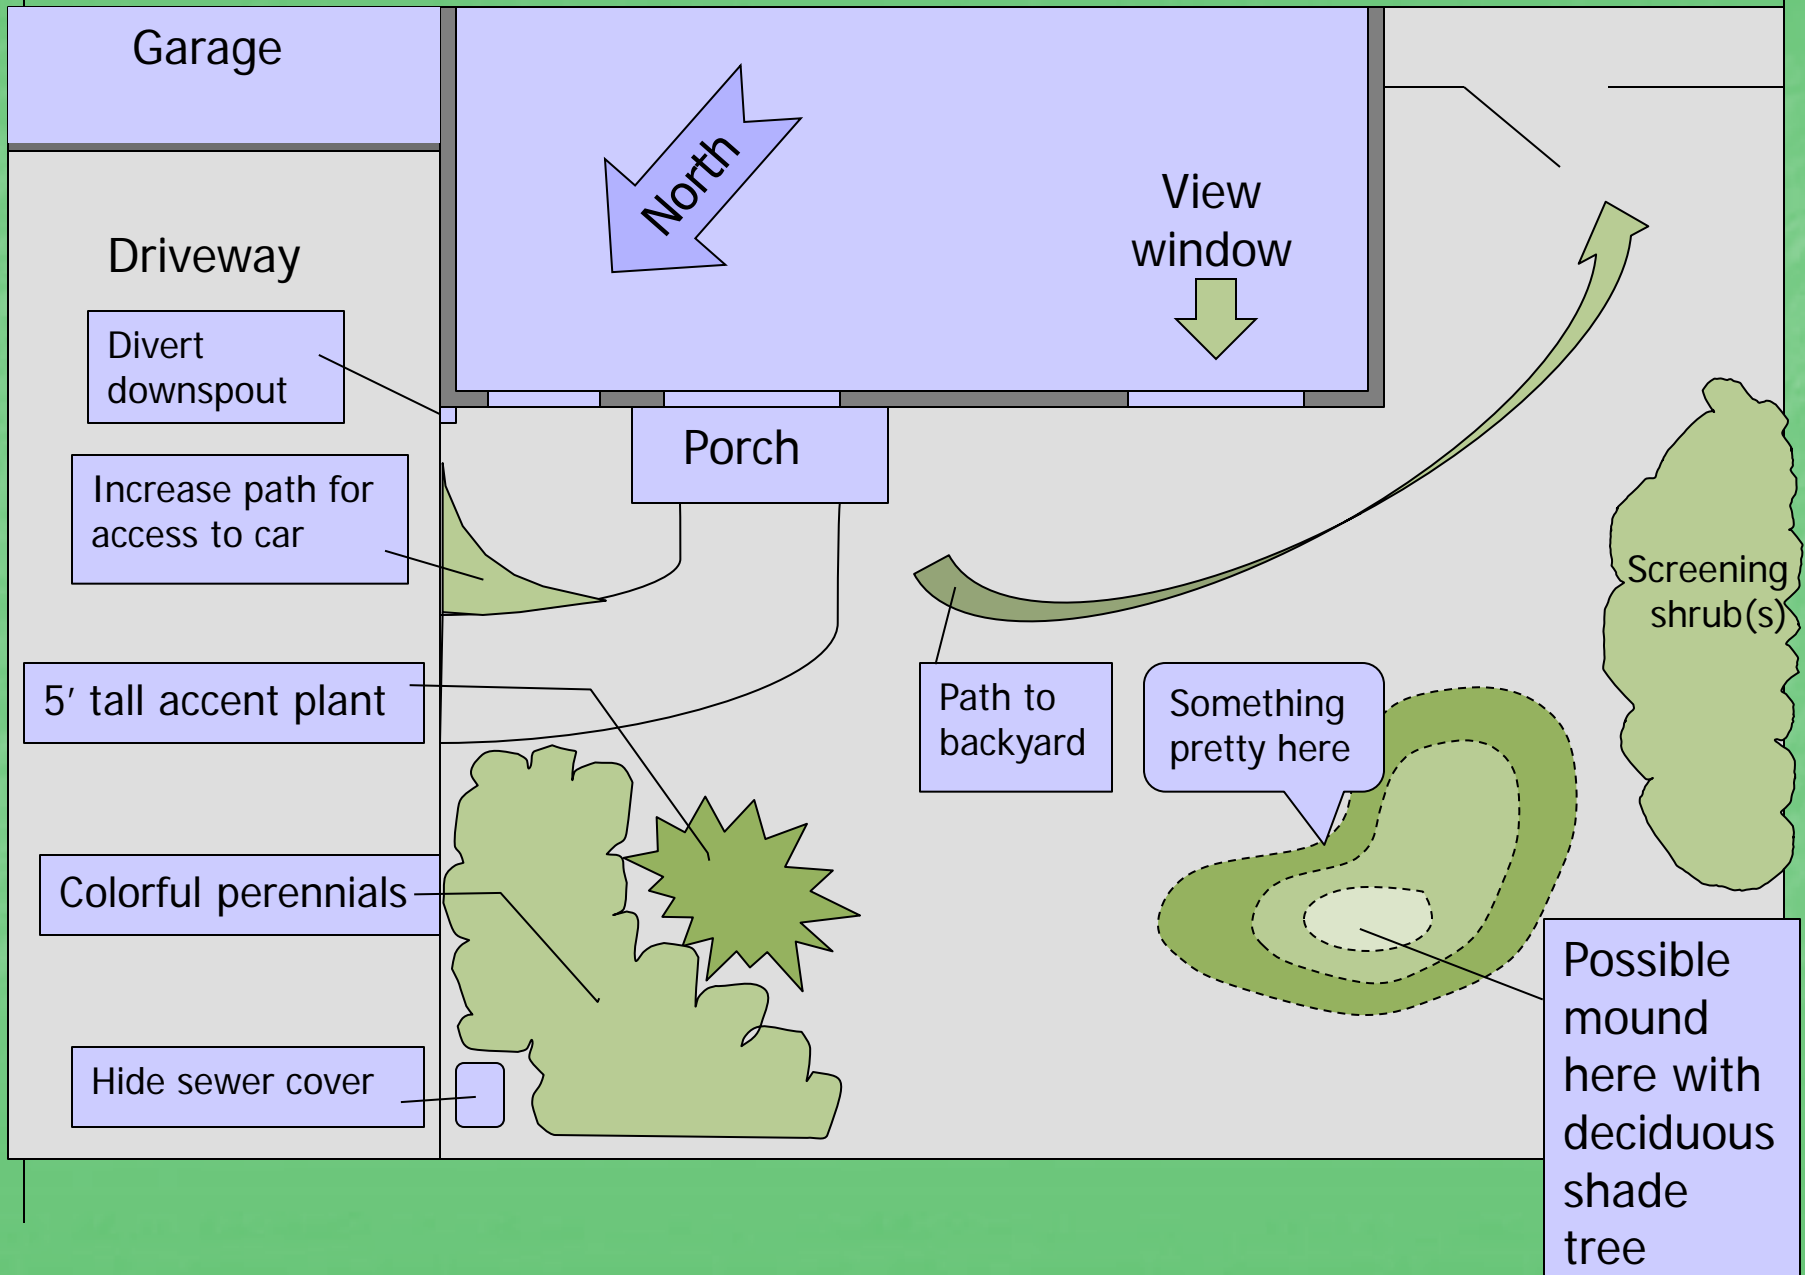 Garage
North
View
window
Driveway
Divert
downspout
Porch
Increase path for
access to car
Screening
shrub(s)
5’ tall accent plant
Path to
backyard
Something
pretty here
Colorful perennials
Possible
mound
here with
deciduous
shade
tree
Hide sewer cover